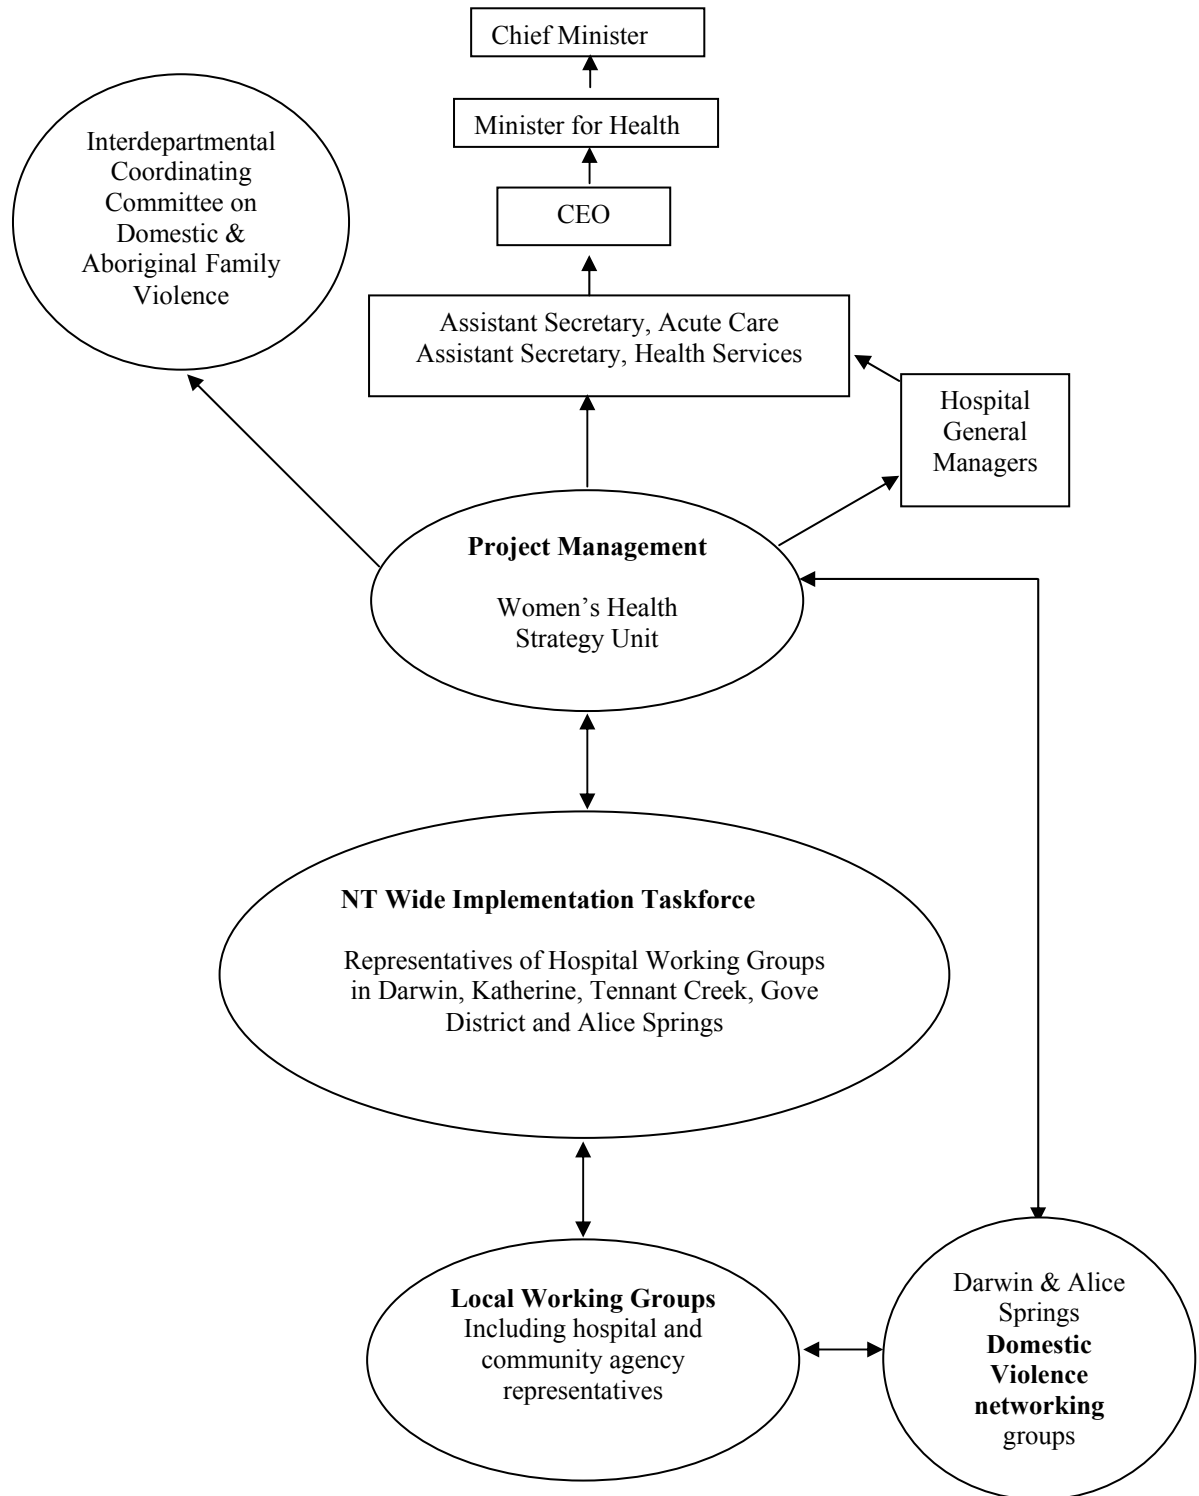 Chief Minister
Minister for Health
CEO
Interdepartmental
Coordinating
Committee on
Domestic &
Aboriginal Family
Violence
Assistant Secretary, Acute Care
Assistant Secretary, Health Services
Hospital
General
Managers
Project Management
Women’s Health
Strategy Unit
NT Wide Implementation Taskforce
Representatives of Hospital Working Groups
in Darwin, Katherine, Tennant Creek, Gove
District and Alice Springs
Local Working Groups
Including hospital and
community agency
representatives
Darwin & Alice
Springs
Domestic
Violence
networking
groups